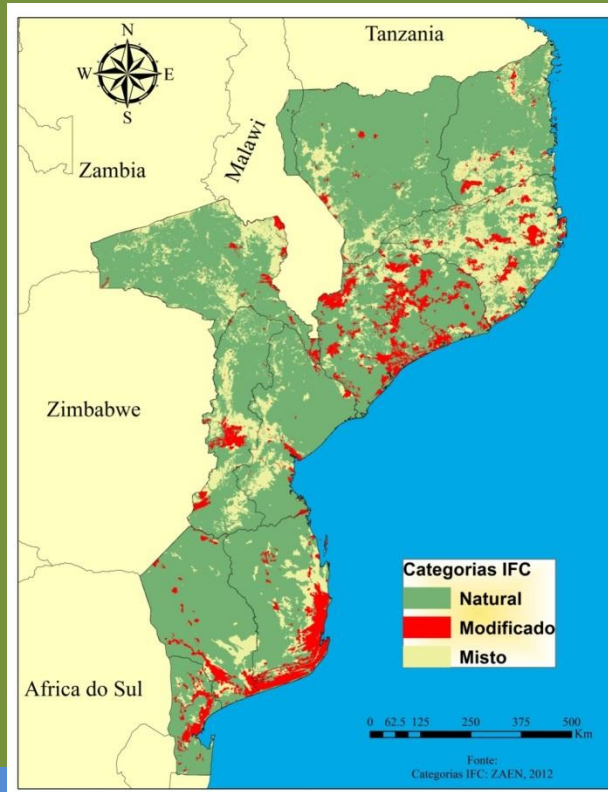 Tanzania
N
W E
S
Malawi
Zambia
Zimbabwe
Categorias IFC
Natural
Modificado
Misto
Africa do Sul
0 62.5 125 250 375 500
Km
Fonte:
Categorias IFC: ZAEN, 2012